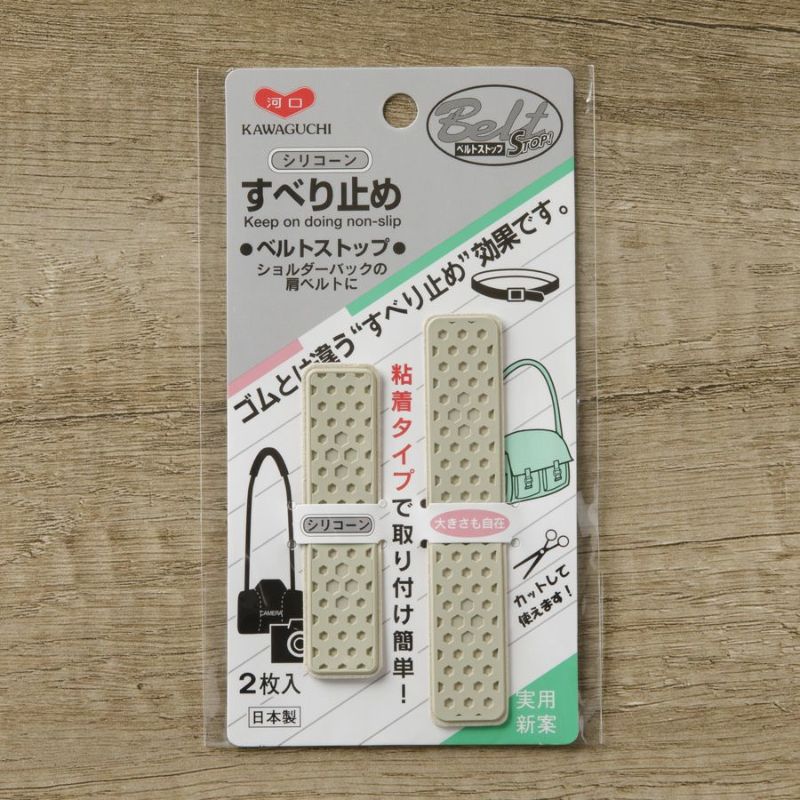 河口
KAWAGUCHI
Belt
ベルトストップ STOP!
シリコーン
すべり止め
Keep on doing non-slip
●ベルトストップ●
ショルダーバックの
肩ベルトに
ゴムとは違う“すべり止め”効果です。
粘着タイプで取り付け簡単!
シリコーン
大きさも自在
カットして
使えます!
CAMERA
2枚入
日本製
実用
新案